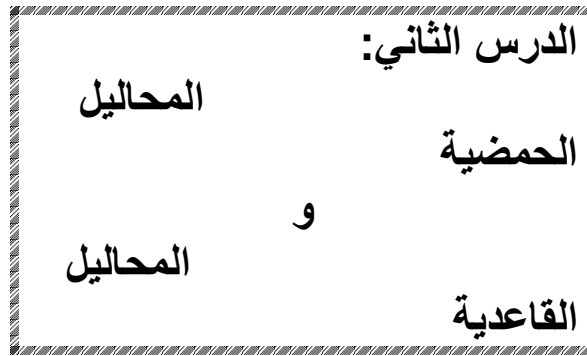 الدرس الثاني:
المحاليل
الحمضية
و
المحاليل
القاعدية